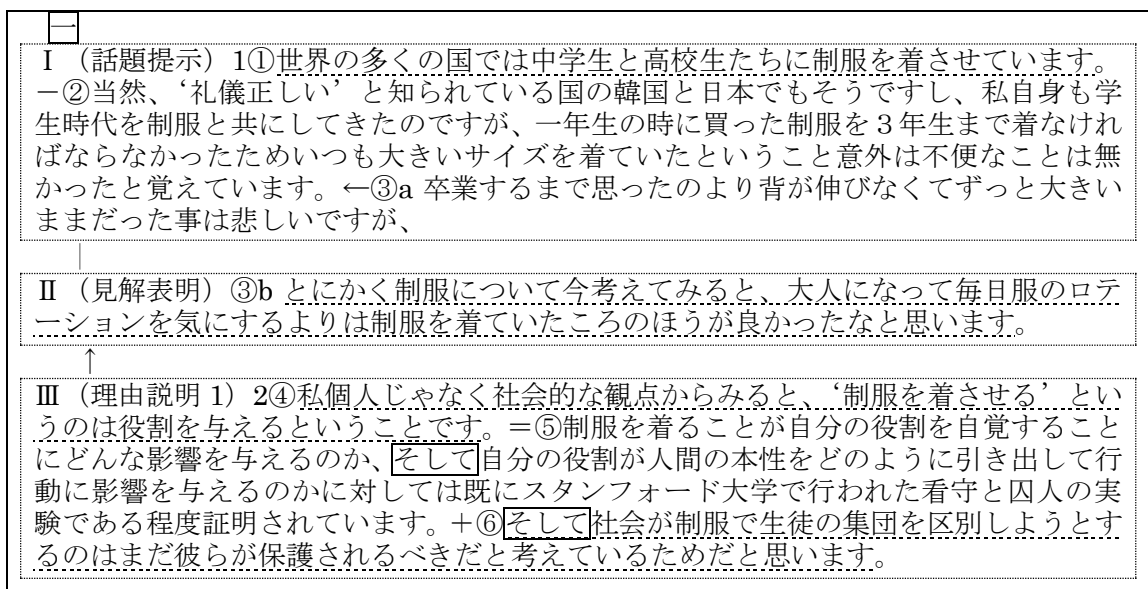 一
Ⅰ（話題提示）1①世界の多くの国では中学生と高校生たちに制服を着させています。
－②当然、‘礼儀正しい’と知られている国の韓国と日本でもそうですし、私自身も学
生時代を制服と共にしてきたのですが、一年生の時に買った制服を３年生まで着なけれ
ばならなかったためいつも大きいサイズを着ていたということ意外は不便なことは無
かったと覚えています。←③a 卒業するまで思ったのより背が伸びなくてずっと大きい
ままだった事は悲しいですが、
｜
Ⅱ（見解表明）③b とにかく制服について今考えてみると、大人になって毎日服のロテ
ーションを気にするよりは制服を着ていたころのほうが良かったなと思います。
↑
Ⅲ（理由説明 1）2④私個人じゃなく社会的な観点からみると、‘制服を着させる’とい
うのは役割を与えるということです。＝⑤制服を着ることが自分の役割を自覚すること
にどんな影響を与えるのか、そして自分の役割が人間の本性をどのように引き出して行
動に影響を与えるのかに対しては既にスタンフォード大学で行われた看守と囚人の実
験である程度証明されています。＋⑥そして社会が制服で生徒の集団を区別しようとす
るのはまだ彼らが保護されるべきだと考えているためだと思います。